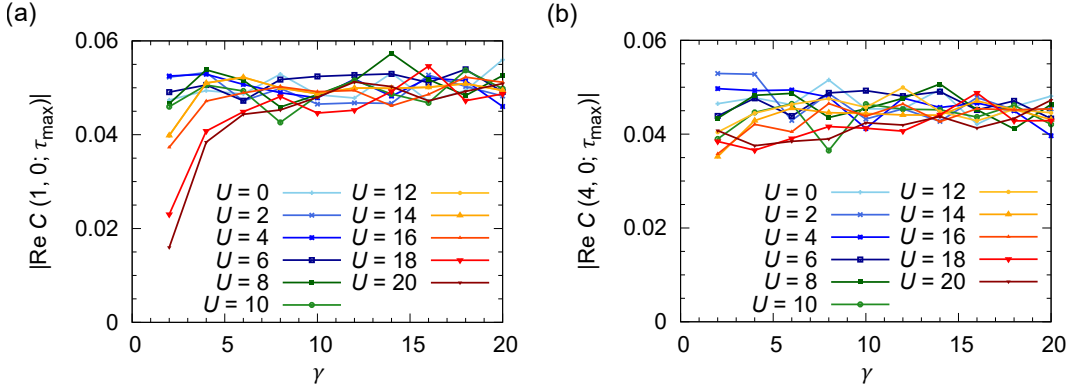 (a)
|Re C (1, 0; τmax)|
0.06
0.04
0.02
0
U = 0
U = 2
U = 4
U = 6
U = 8
U = 10
U = 12
U = 14
U = 16
U = 18
U = 20
0 5 10 15 20
γ
(b)
|Re C (4, 0; τmax)|
0.06
0.04
0.02
0
U = 0
U = 2
U = 4
U = 6
U = 8
U = 10
U = 12
U = 14
U = 16
U = 18
U = 20
0 5 10 15 20
γ